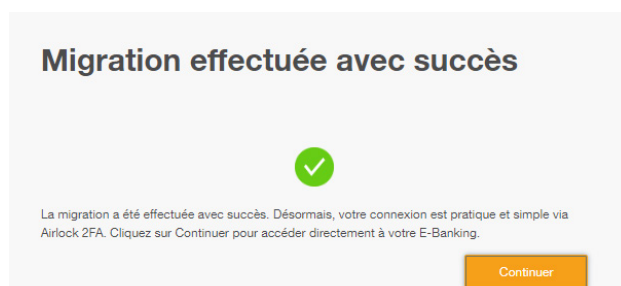 Migration effectuée avec succès
La migration a été effectuée avec succès. Désormais, votre connexion est pratique et simple via
Airlock 2FA. Cliquez sur Continuer pour accéder directement à votre E-Banking.
Continuer